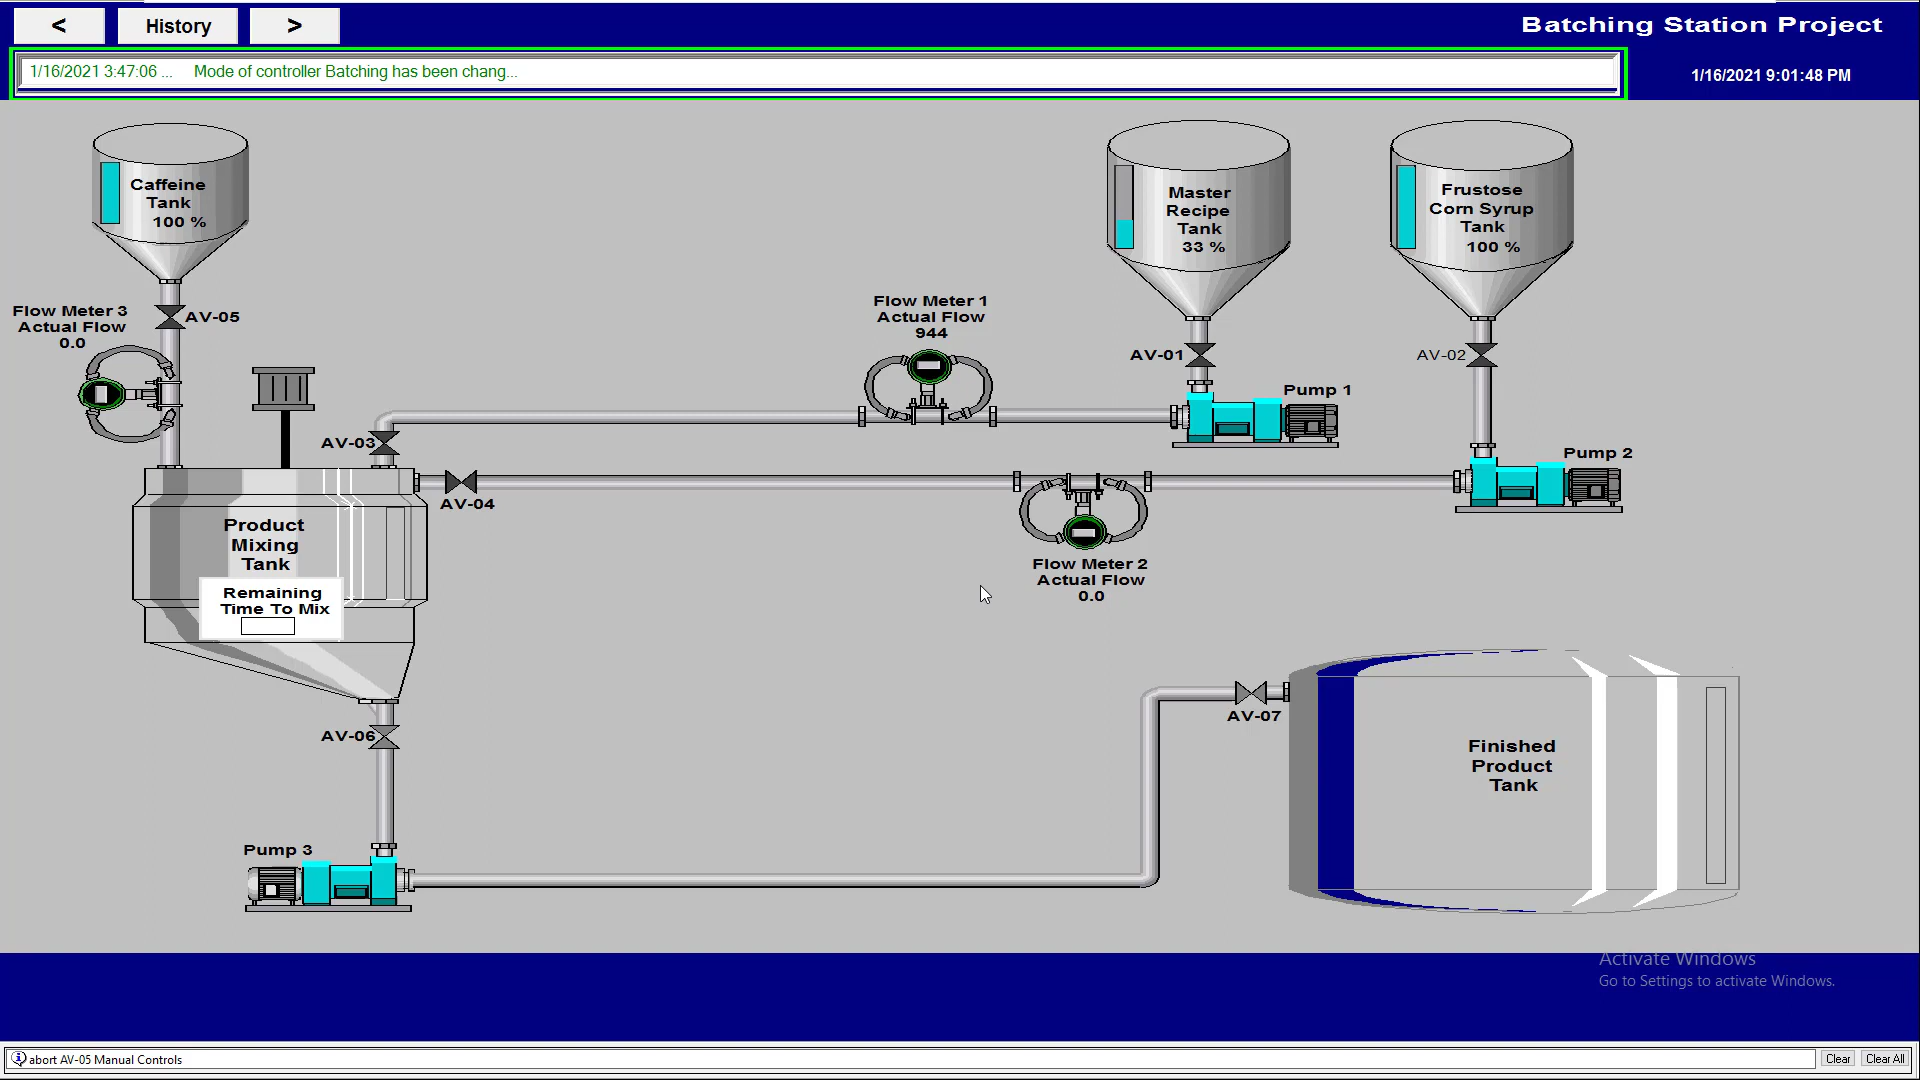 <
History
>
Batching Station Project
1/16/2021 3:47:06 ... Mode of controller Batching has been chang...
1/16/2021 9:01:48 PM
Caffeine
Tank
100 %
Master
Recipe
Tank
33 %
Frustose
Corn Syrup
Tank
100 %
Flow Meter 3
Actual Flow
0.0
AV-05
Flow Meter 1
Actual Flow
944
AV-01
AV-02
Pump 1
AV-03
Pump 2
AV-04
Product
Mixing
Tank
Remaining
Time To Mix
Flow Meter 2
Actual Flow
0.0
AV-07
AV-06
Finished
Product
Tank
Pump 3
Activate Windows
Go to Settings to activate Windows.
abort AV-05 Manual Controls
Clear
Clear All